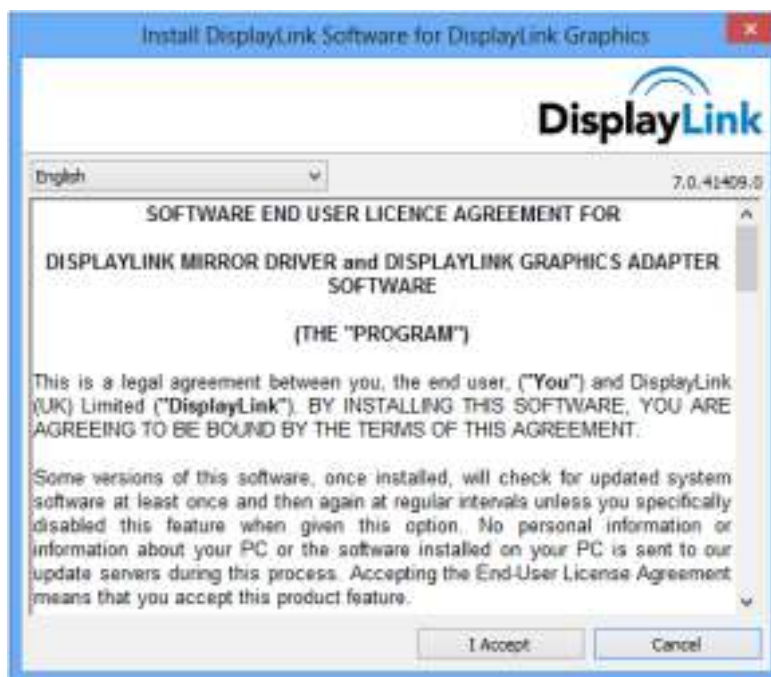 Install DisplayLink Software for DisplayLink Graphics
DisplayLink
English
7.0.41409.0
SOFTWARE END USER LICENCE AGREEMENT FOR
DISPLAYLINK MIRROR DRIVER and DISPLAYLINK GRAPHICS ADAPTER
SOFTWARE
(THE "PROGRAM")
This is a legal agreement between you, the end user, ("You") and DisplayLink
(UK) Limited ("DisplayLink"). BY INSTALLING THIS SOFTWARE, YOU ARE
AGREEING TO BE BOUND BY THE TERMS OF THIS AGREEMENT.
Some versions of this software, once installed, will check for updated system
software at least once and then again at regular intervals unless you specifically
disabled this feature when given this option. No personal information or
information about your PC or the software installed on your PC is sent to our
update servers during this process. Accepting the End-User License Agreement
means that you accept this product feature.
I Accept
Cancel